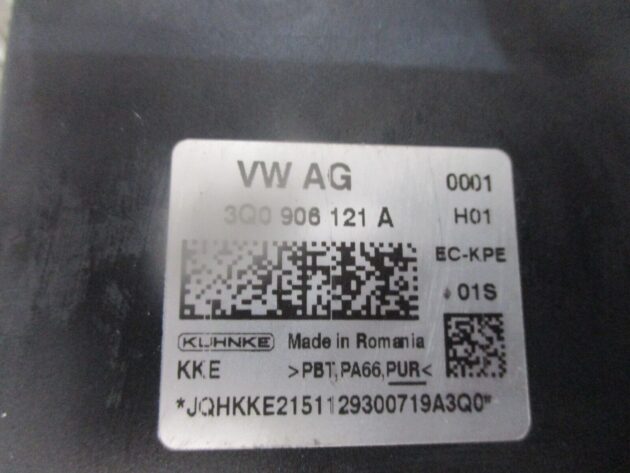 VW AG 0001
3Q0 906 121 A H01
EC-KPE
01S
KUHNKE Made in Romania
KKE >PBT,PA66,PUR<
*JQHKKE2151129300719A3Q0*